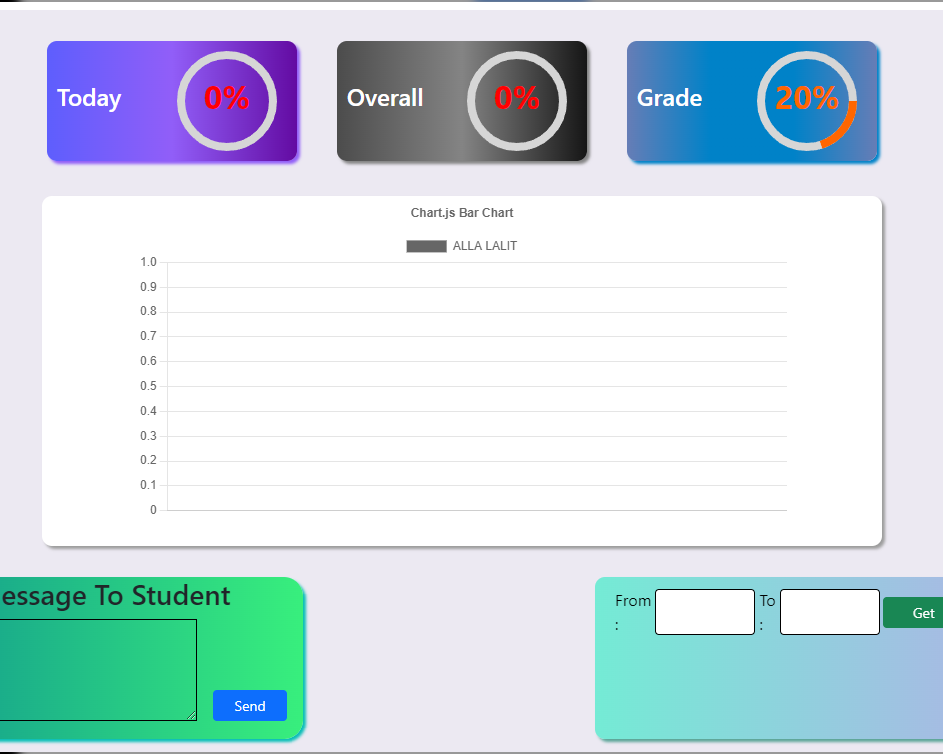 Today 0% Overall 0% Grade 20%
Chart.js Bar Chart
ALLA LALIT
1.0
0.9
0.8
0.7
0.6
0.5
0.4
0.3
0.2
0.1
0
essage To Student
From : To : Get
Send